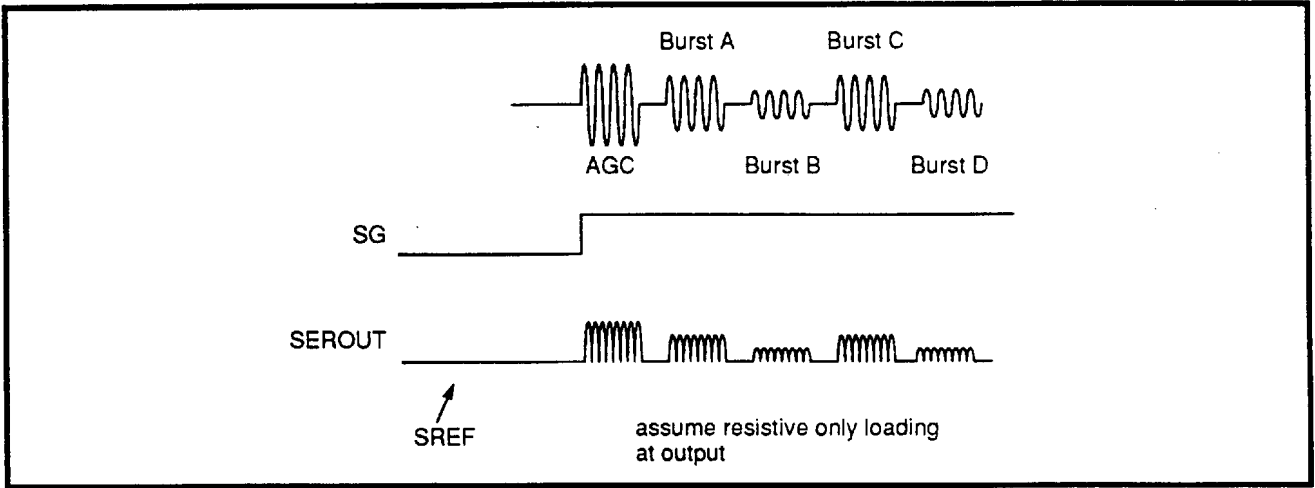 Burst A
Burst C
AGC
Burst B
Burst D
SG
SEROUT
SREF
assume resistive only loading
at output